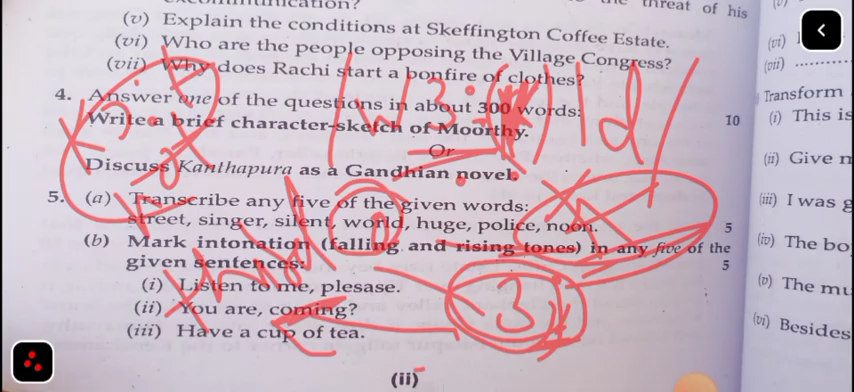 threat of his
(v) Explain the conditions at Skeffington Coffee Estate.
(vi) Who are the people opposing the Village Congress?
(vii) Why does Rachi start a bonfire of clothes?
4. Answer one of the questions in about 300 words:
Write a brief character-sketch of Moorthy. 10
Or
Discuss Kanthapura as a Gandhian novel.
5. (a) Transcribe any five of the given words:
street, singer, silent, world, huge, police, noon. 5
(b) Mark intonation (falling and rising tones) in any five of the
given sentences: 5
(i) Listen to me, plesase.
(ii) You are, coming?
(iii) Have a cup of tea.
(ii)
(vi)
(vii)
Transform
(i) This is
(ii) Give
(iii) I was
(iv) The bo
(v) The mu
(vi) Besides
3